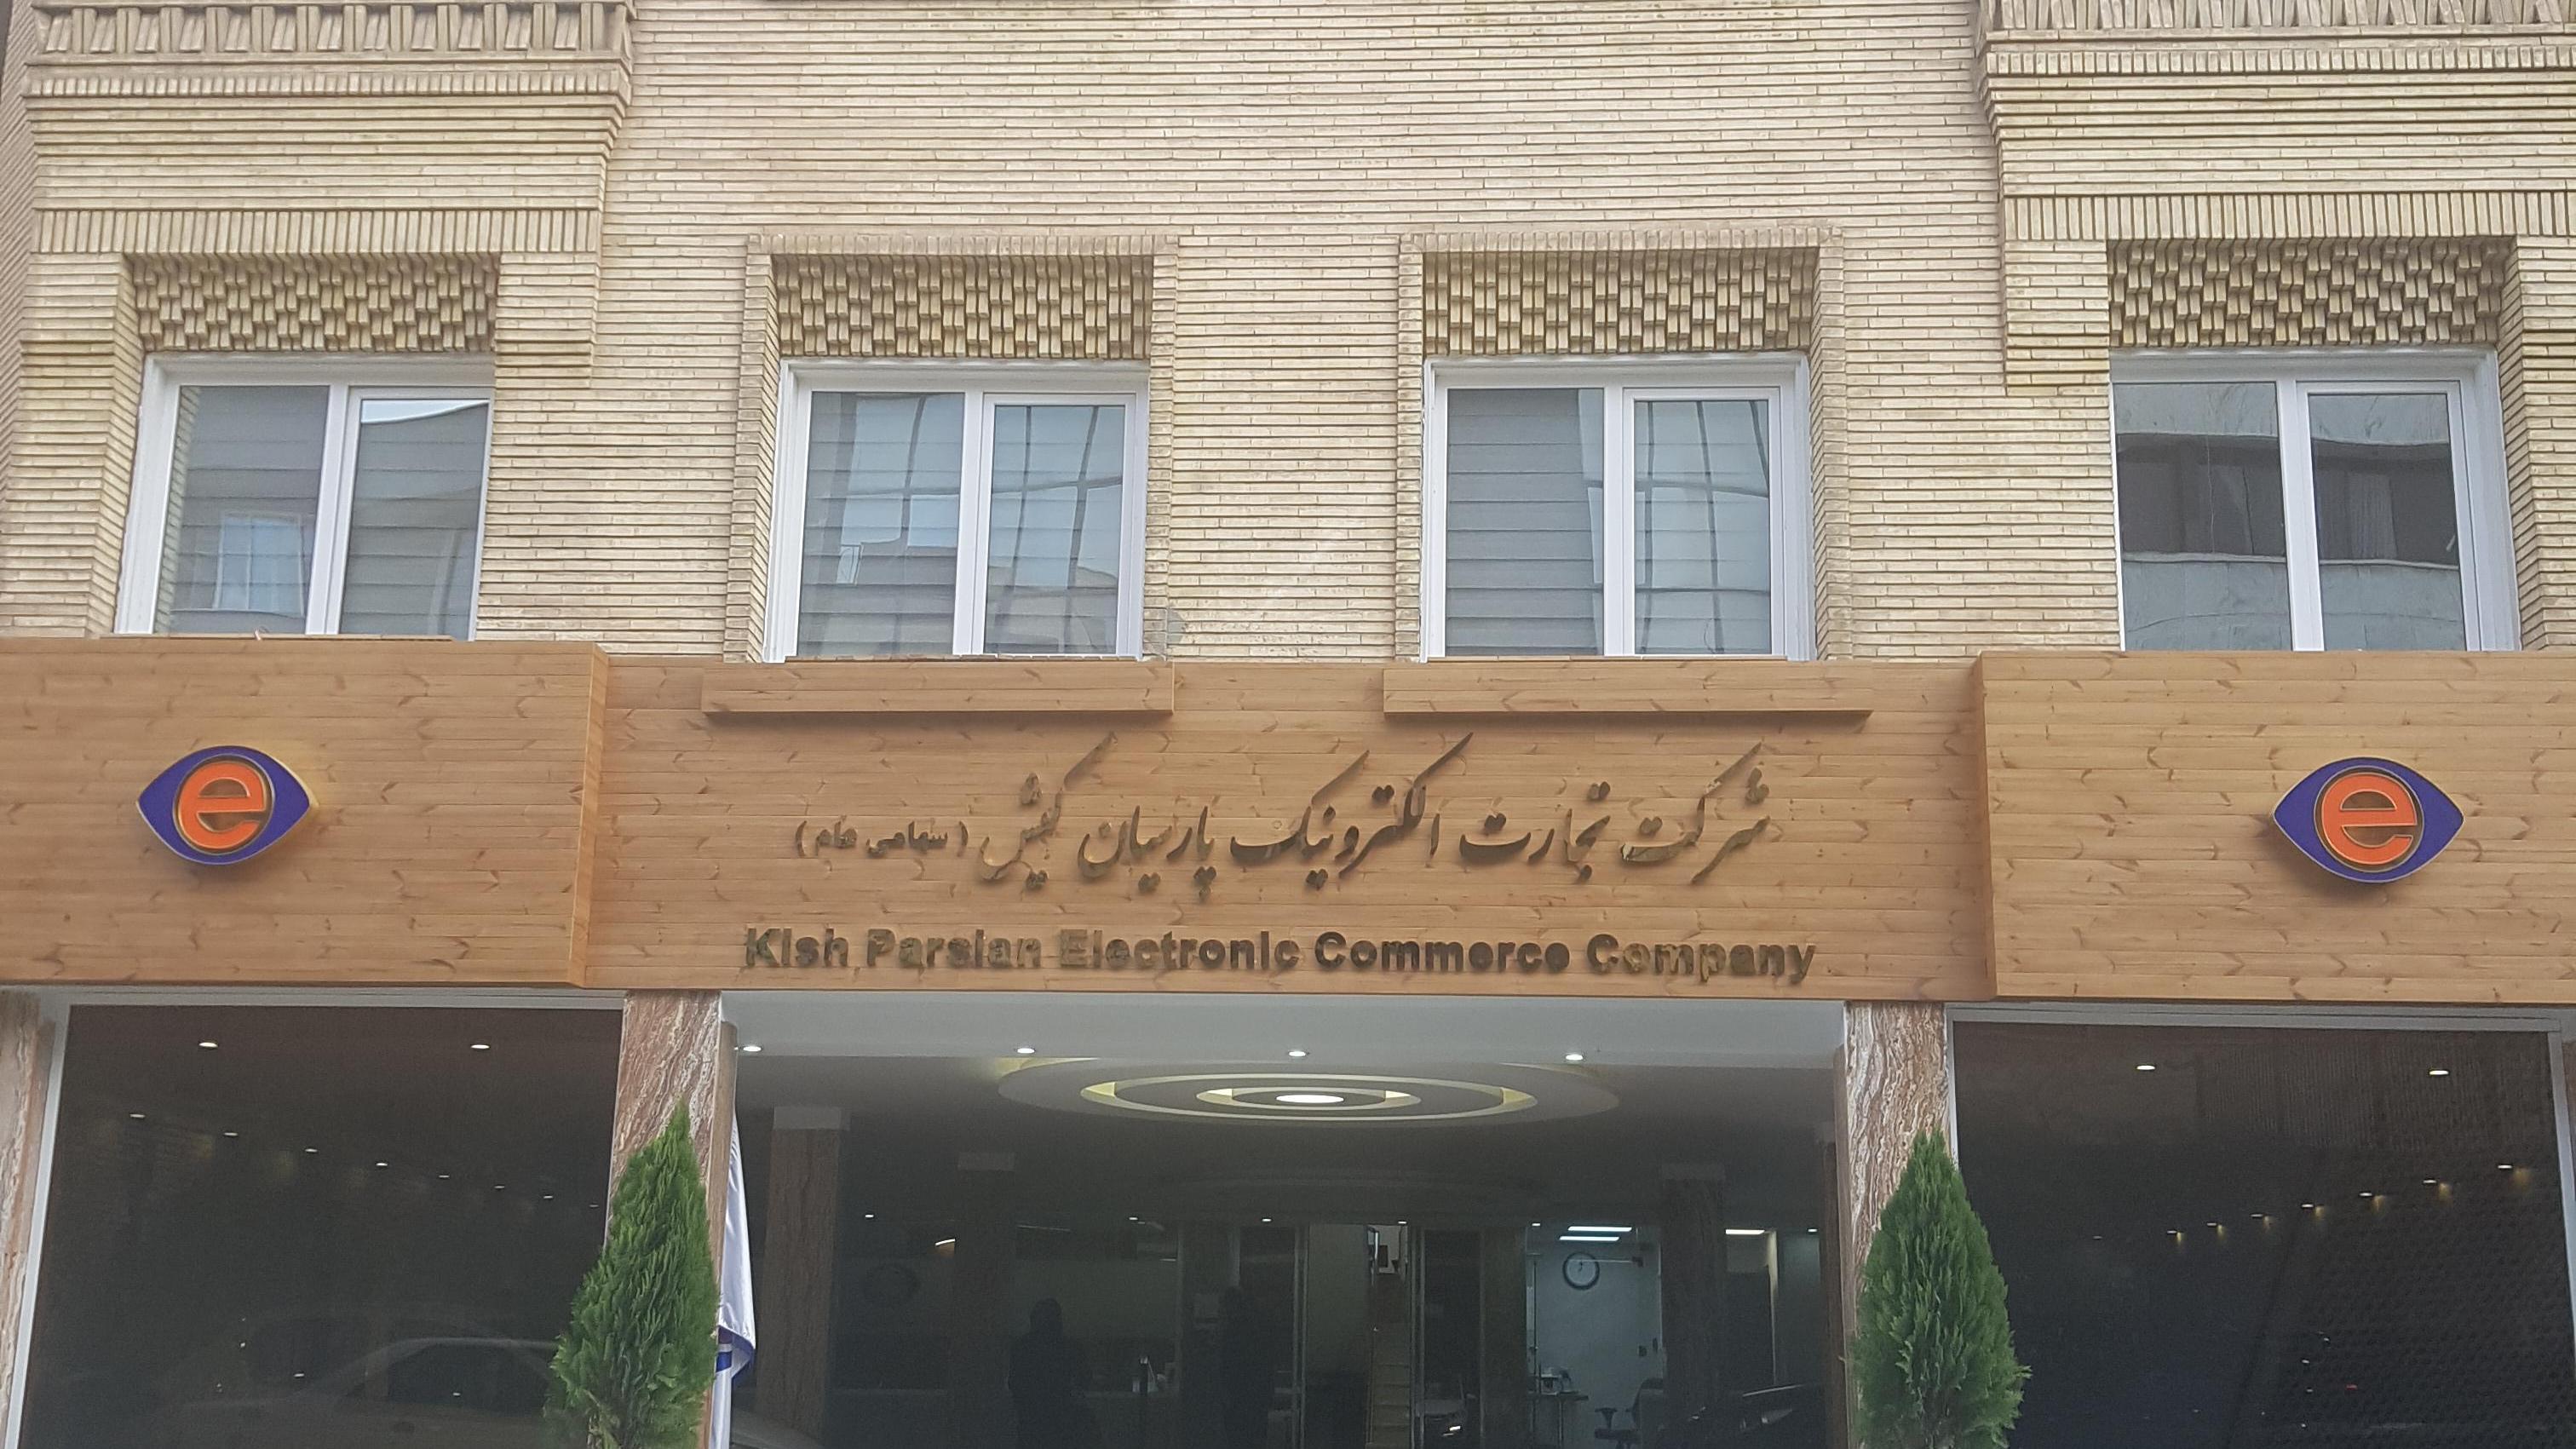 شرکت تجارت الکترونیک پارسیان کیش (سهامی عام)
Kish Parsian Electronic Commerce Company
e
e